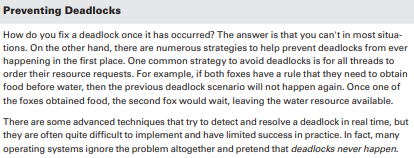 Preventing Deadlocks
How do you fix a deadlock once it has occurred? The answer is that you can't in most situa-
tions. On the other hand, there are numerous strategies to help prevent deadlocks from ever
happening in the first place. One common strategy to avoid deadlocks is for all threads to
order their resource requests. For example, if both foxes have a rule that they need to obtain
food before water, then the previous deadlock scenario will not happen again. Once one of
the foxes obtained food, the second fox would wait, leaving the water resource available.
There are some advanced techniques that try to detect and resolve a deadlock in real time, but
they are often quite difficult to implement and have limited success in practice. In fact, many
operating systems ignore the problem altogether and pretend that deadlocks never happen.